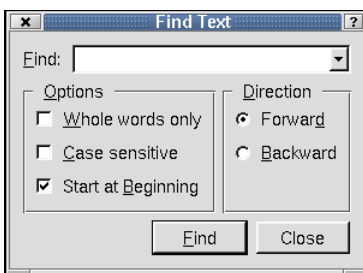 Find Text ?
Find:
Options Direction
Whole words only Forward
Case sensitive Backward
Start at Beginning
Find Close